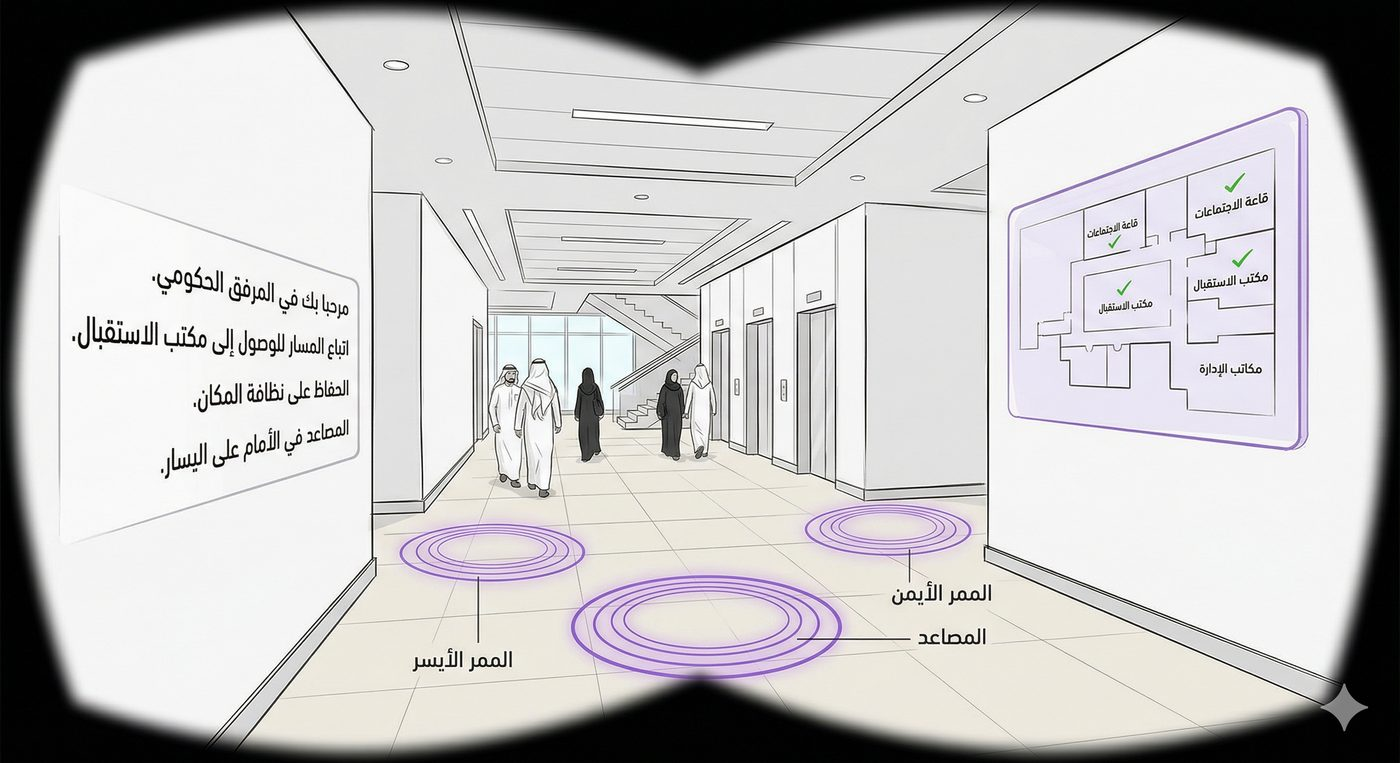 مرحبا بك في المرفق الحكومي.
اتباع المسار للوصول إلى مكتب الاستقبال.
الحفاظ على نظافة المكان.
المصاعد في الأمام على اليسار.
قاعة الاجتماعات
قاعة الاجتماعات
مكتب الاستقبال
مكتب الاستقبال
مكاتب الإدارة
الممر الأيمن
المصاعد
الممر الأيسر